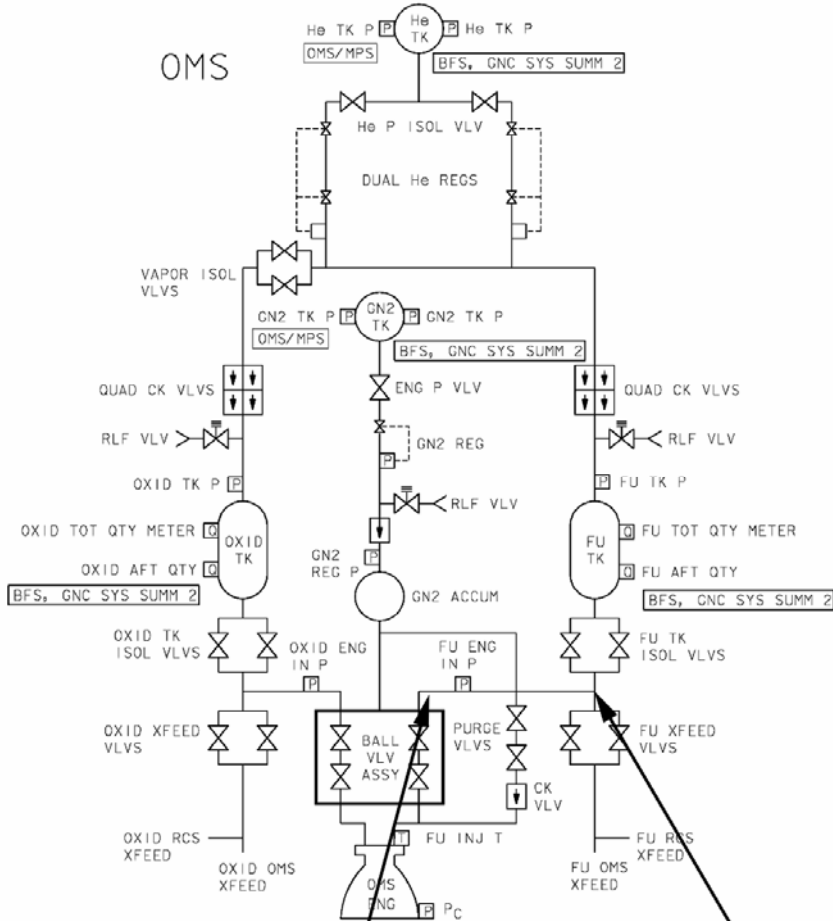 OMS
He TK P
P
He TK
P
He TK P
OMS/MPS
BFS, GNC SYS SUMM 2
He P ISOL VLV
DUAL He REGS
VAPOR ISOL
VLVS
GN2 TK P
P
GN2 TK
P
GN2 TK P
OMS/MPS
BFS, GNC SYS SUMM 2
QUAD CK VLVS
ENG P VLV
QUAD CK VLVS
RLF VLV
GN2 REG
P
RLF VLV
OXID TK P
P
RLF VLV
P
FU TK P
OXID TOT QTY METER
Q
OXID
TK
GN2
REG P
P
FU
TK
Q
FU TOT QTY METER
OXID AFT QTY
Q
Q
FU AFT QTY
BFS, GNC SYS SUMM 2
GN2 ACCUM
BFS, GNC SYS SUMM 2
OXID TK
ISOL VLVS
OXID ENG
IN P
P
FU ENG
IN P
P
FU TK
ISOL VLVS
OXID XFEED
VLVS
BALL
VLV
ASSY
PURGE
VLVS
FU XFEED
VLVS
CK
VLV
OXID RCS
XFEED
OXID OMS
XFEED
T
FU INJ T
FU OMS
XFEED
FU RCS
XFEED
OMS
ENG
P
Pc